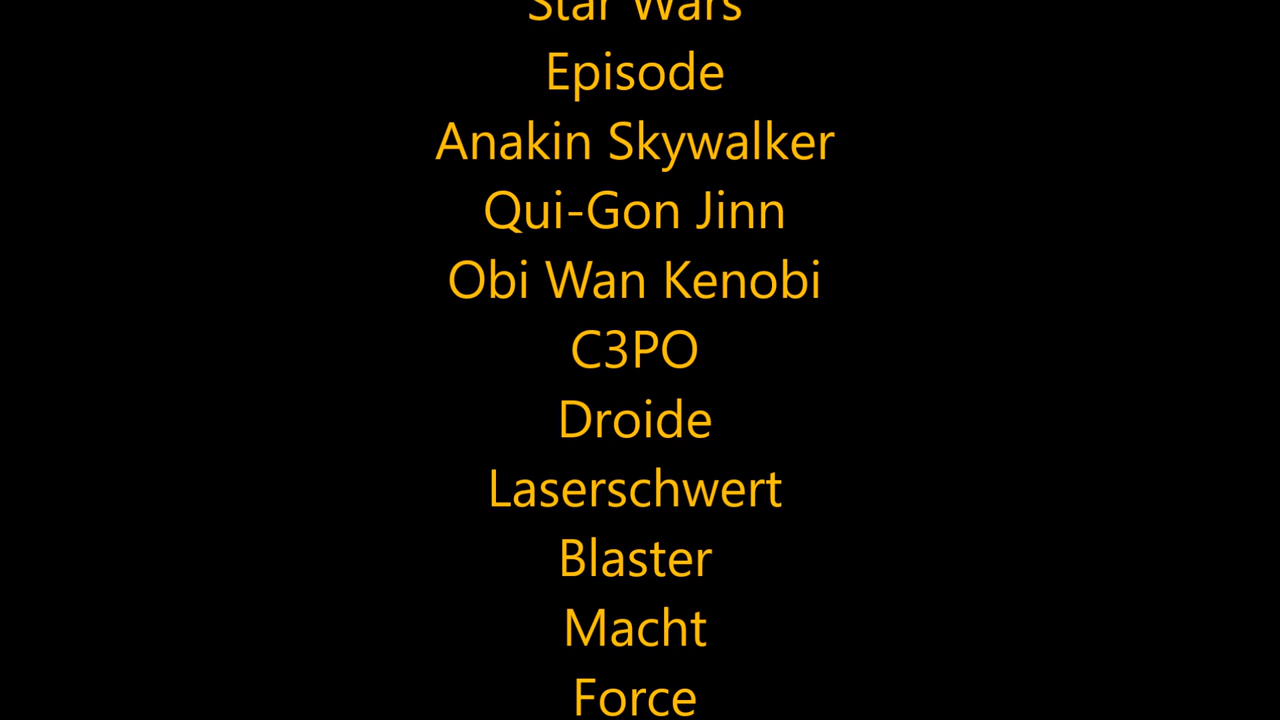 Star Wars
Episode
Anakin Skywalker
Qui-Gon Jinn
Obi Wan Kenobi
C3PO
Droide
Laserschwert
Blaster
Macht
Force